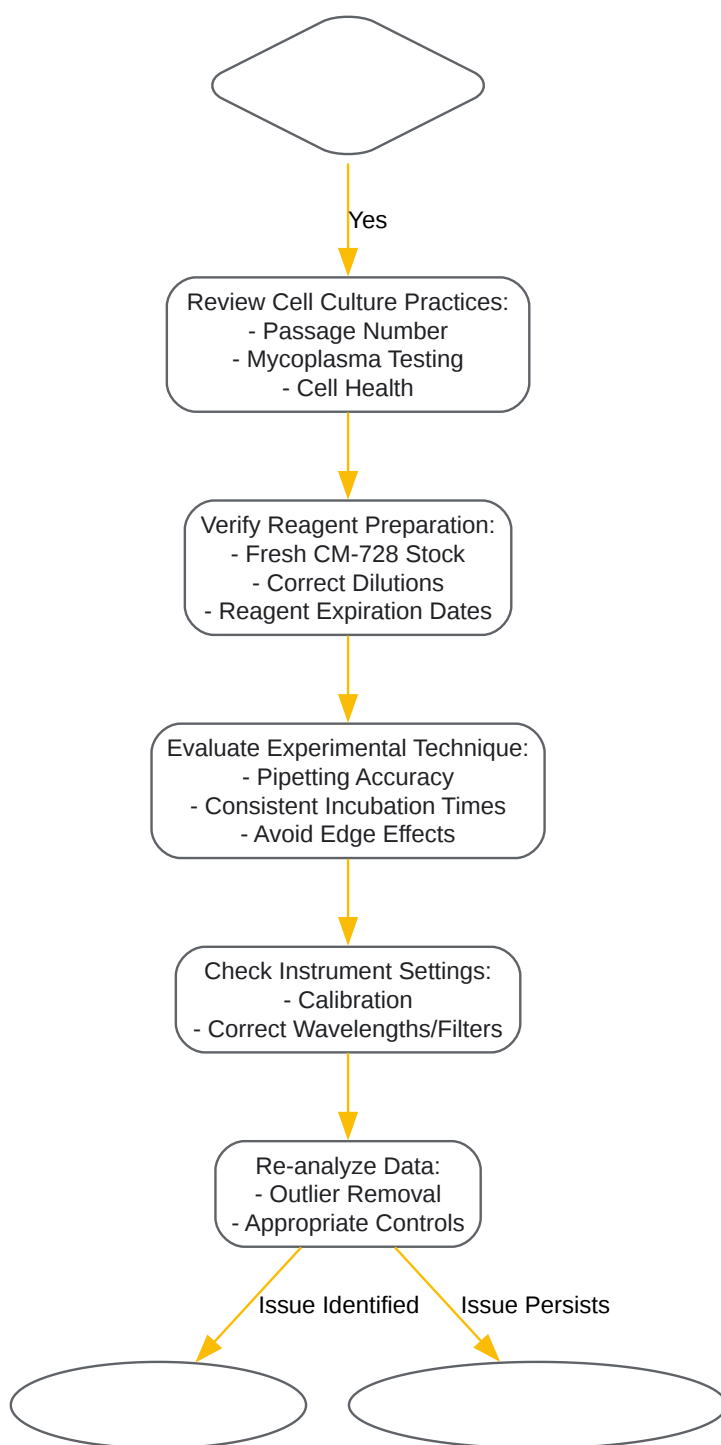 Yes
Review Cell Culture Practices:
- Passage Number
- Mycoplasma Testing
- Cell Health
Verify Reagent Preparation:
- Fresh CM-728 Stock
- Correct Dilutions
- Reagent Expiration Dates
Evaluate Experimental Technique:
- Pipetting Accuracy
- Consistent Incubation Times
- Avoid Edge Effects
Check Instrument Settings:
- Calibration
- Correct Wavelengths/Filters
Re-analyze Data:
- Outlier Removal
- Appropriate Controls
Issue Identified
Issue Persists